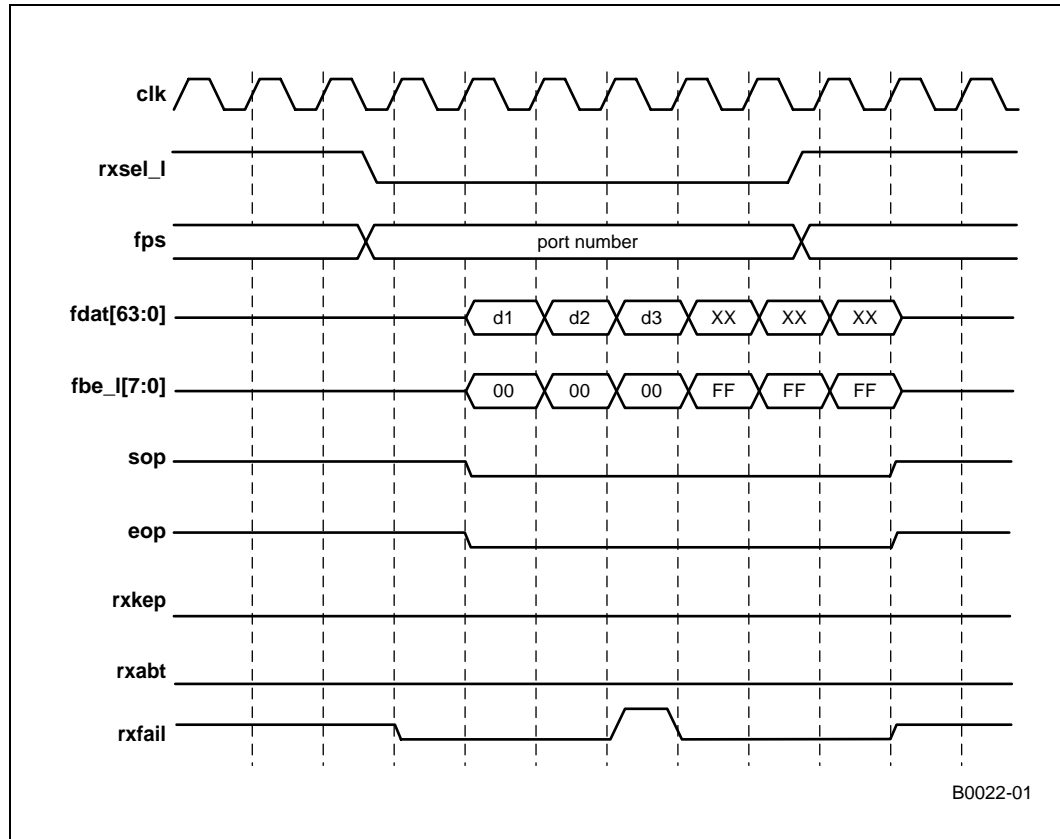 clk
rxsel_l
fps
port number
fdat[63:0]
d1 d2 d3 XX XX XX
fbe_l[7:0]
00 00 00 FF FF FF
sop
eop
rxkep
rxabt
rxfail
B0022-01